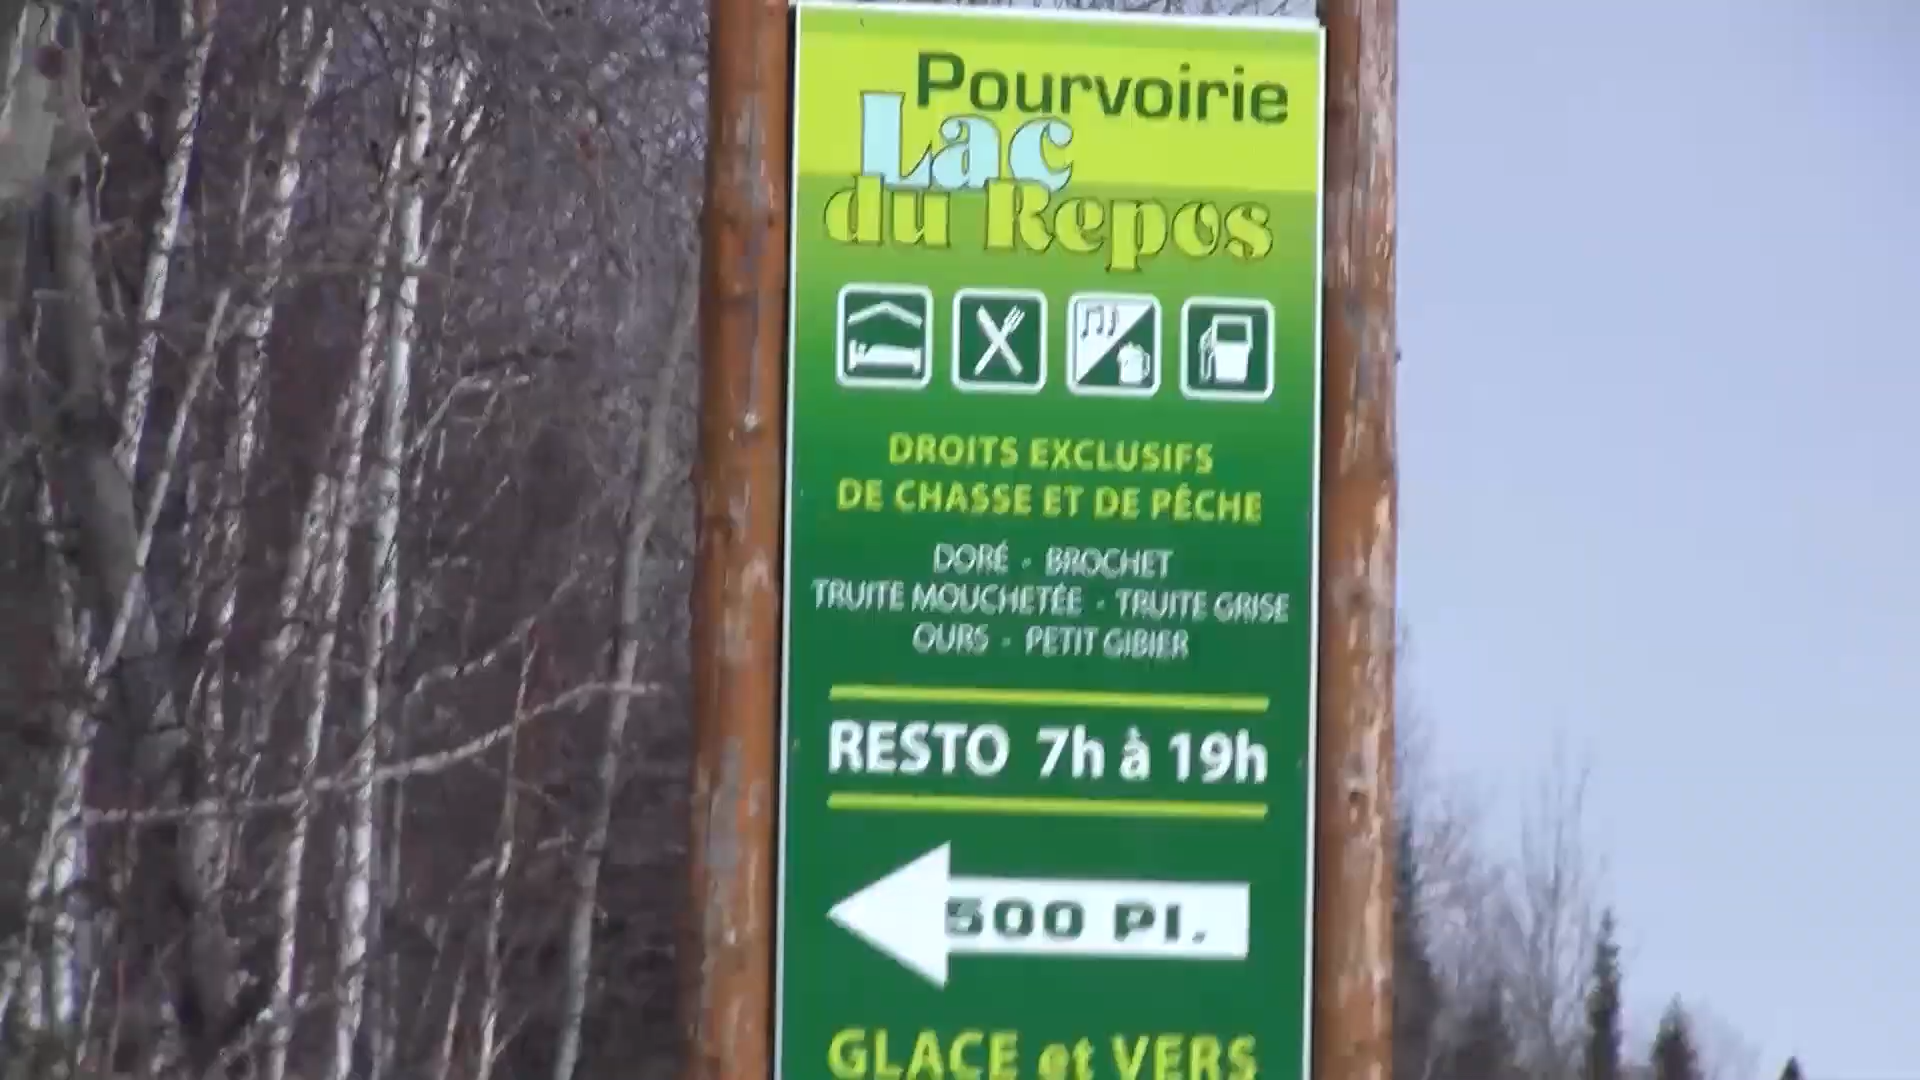 Pourvoirie
Lac
du Repos
DROITS EXCLUSIFS
DE CHASSE ET DE PÊCHE
DORÉ - BROCHET
TRUITE MOUCHETÉE - TRUITE GRISE
OURS - PETIT GIBIER
RESTO 7h à 19h
500 PI.
GLACE et VERS